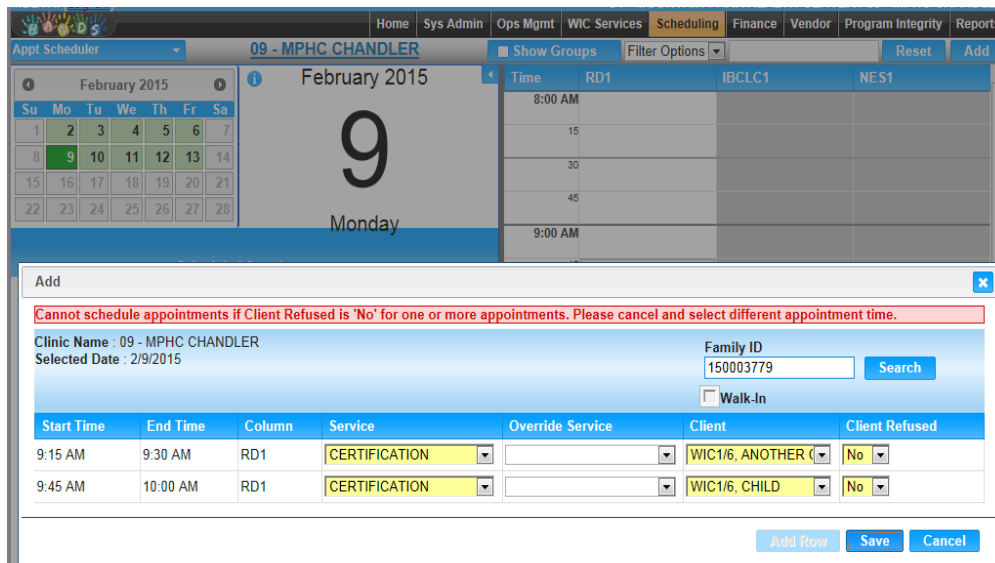 HANDS
Home Sys Admin Ops Mgmt WIC Services Scheduling Finance Vendor Program Integrity Report
Appt Scheduler
09 - MPHC CHANDLER
Show Groups Filter Options Reset Add
February 2015
Su Mo Tu We Th Fr Sa
1 2 3 4 5 6 7
8 9 10 11 12 13 14
15 16 17 18 19 20 21
22 23 24 25 26 27 28
February 2015
9
Monday
Time RD1 IBCLC1 NES1
8:00 AM
15
30
45
9:00 AM
Add
Cannot schedule appointments if Client Refused is 'No' for one or more appointments. Please cancel and select different appointment time.
Clinic Name : 09 - MPHC CHANDLER
Selected Date : 2/9/2015
Family ID
150003779 Search
Walk-In
Start Time End Time Column Service Override Service Client Client Refused
9:15 AM 9:30 AM RD1 CERTIFICATION WIC1/6, ANOTHER No
9:45 AM 10:00 AM RD1 CERTIFICATION WIC1/6, CHILD No
Add Row Save Cancel